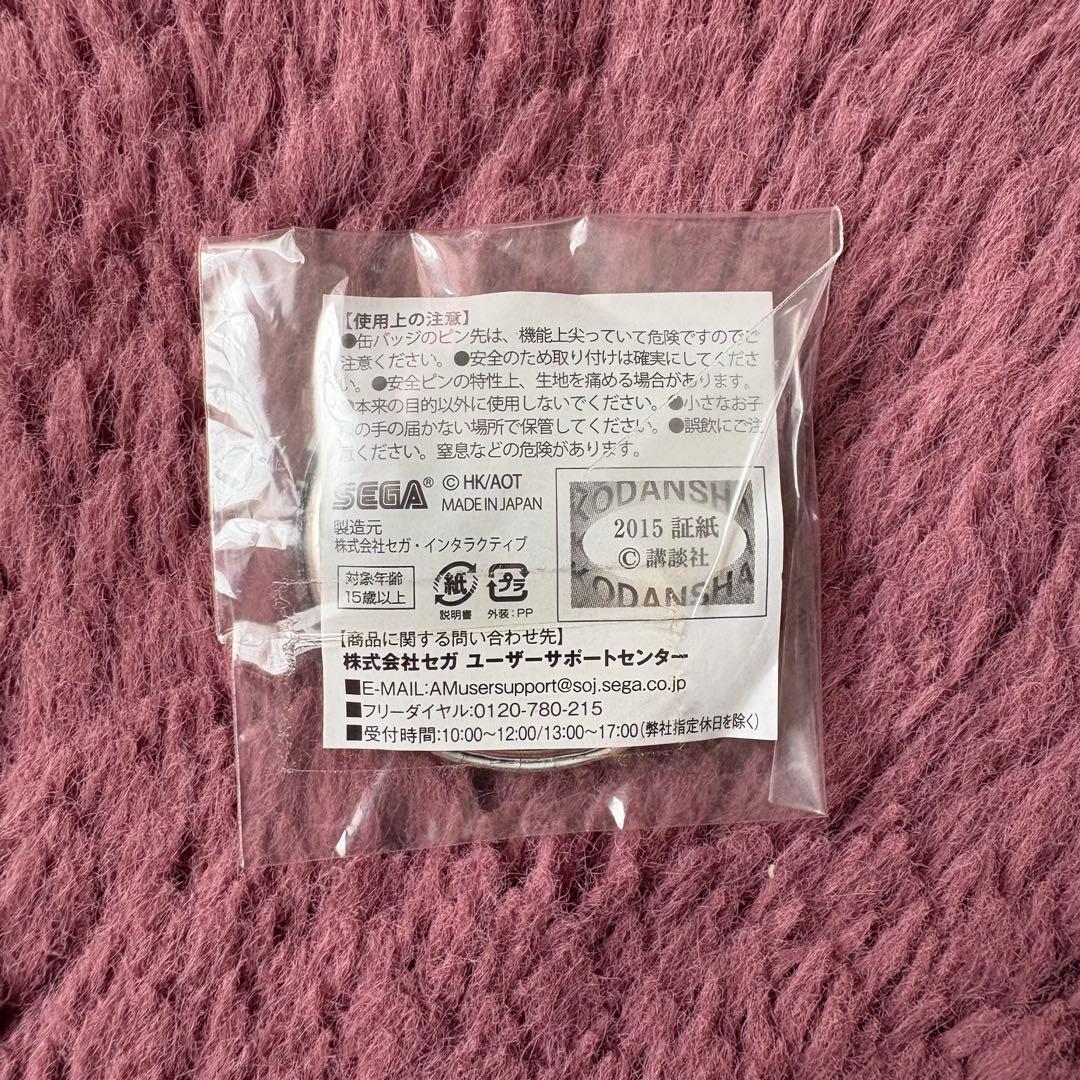 【使用上の注意】
●缶バッジのピン先は、機能上尖っていて危険ですのでご
注意ください。●安全のため取り付けは確実にしてくださ
い。●安全ピンの特性上、生地を痛める場合があります。
●本来の目的以外に使用しないでください。●小さなお子
の手の届かない場所で保管してください。●誤飲にご注
意ください。窒息などの危険があります。
SEGA® ©HK/AOT
MADE IN JAPAN
製造元
株式会社セガ・インタラクティブ
対象年齢
15歳以上
紙
説明書
プラ
外装:PP
KODANSHA
2015 証紙
©講談社
KODANSHA
【商品に関する問い合わせ先】
株式会社セガ ユーザーサポートセンター
■E-MAIL:AMusersupport@soj.sega.co.jp
■フリーダイヤル:0120-780-215
■受付時間:10:00～12:00/13:00～17:00(弊社指定休日を除く)